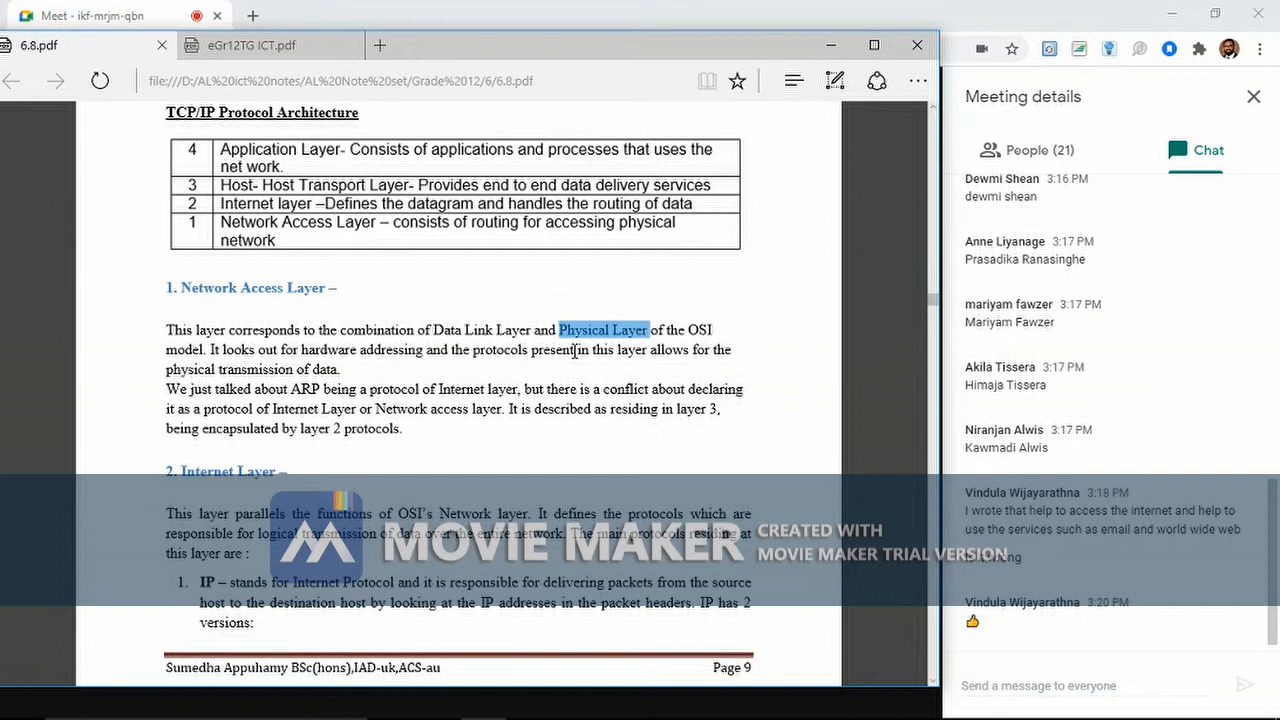 Meet - ikf-mrjm-qbn
6.8.pdf
eGr12TG ICT.pdf
file:///D:/AL%20ict%20notes/AL%20Note%20set/Grade%2012/6/6.8.pdf
TCP/IP Protocol Architecture
4 Application Layer- Consists of applications and processes that uses the
net work.
3 Host- Host Transport Layer- Provides end to end data delivery services
2 Internet layer –Defines the datagram and handles the routing of data
1 Network Access Layer – consists of routing for accessing physical
network
1. Network Access Layer –
This layer corresponds to the combination of Data Link Layer and Physical Layer of the OSI
model. It looks out for hardware addressing and the protocols present in this layer allows for the
physical transmission of data.
We just talked about ARP being a protocol of Internet layer, but there is a conflict about declaring
it as a protocol of Internet Layer or Network access layer. It is described as residing in layer 3,
being encapsulated by layer 2 protocols.
2. Internet Layer –
This layer parallels the functions of OSI's Network layer. It defines the protocols which are
responsible for logical transmission of data over the entire network. The main protocols residing at
this layer are :
1. IP – stands for Internet Protocol and it is responsible for delivering packets from the source
host to the destination host by looking at the IP addresses in the packet headers. IP has 2
versions:
Sumedha Appuhamy BSc(hons),IAD-uk,ACS-au Page 9
Meeting details
People (21)
Chat
Dewmi Shean 3:16 PM
dewmi shean
Anne Liyanage 3:17 PM
Prasadika Ranasinghe
mariyam fawzer 3:17 PM
Mariyam Fawzer
Akila Tissera 3:17 PM
Himaja Tissera
Niranjan Alwis 3:17 PM
Kawmadi Alwis
Vindula Wijayarathna 3:18 PM
I wrote that help to access the internet and help to
use the services such as email and world wide web
Vindula Wijayarathna 3:20 PM
👍
Send a message to everyone
MOVIE MAKER
CREATED WITH
MOVIE MAKER TRIAL VERSION